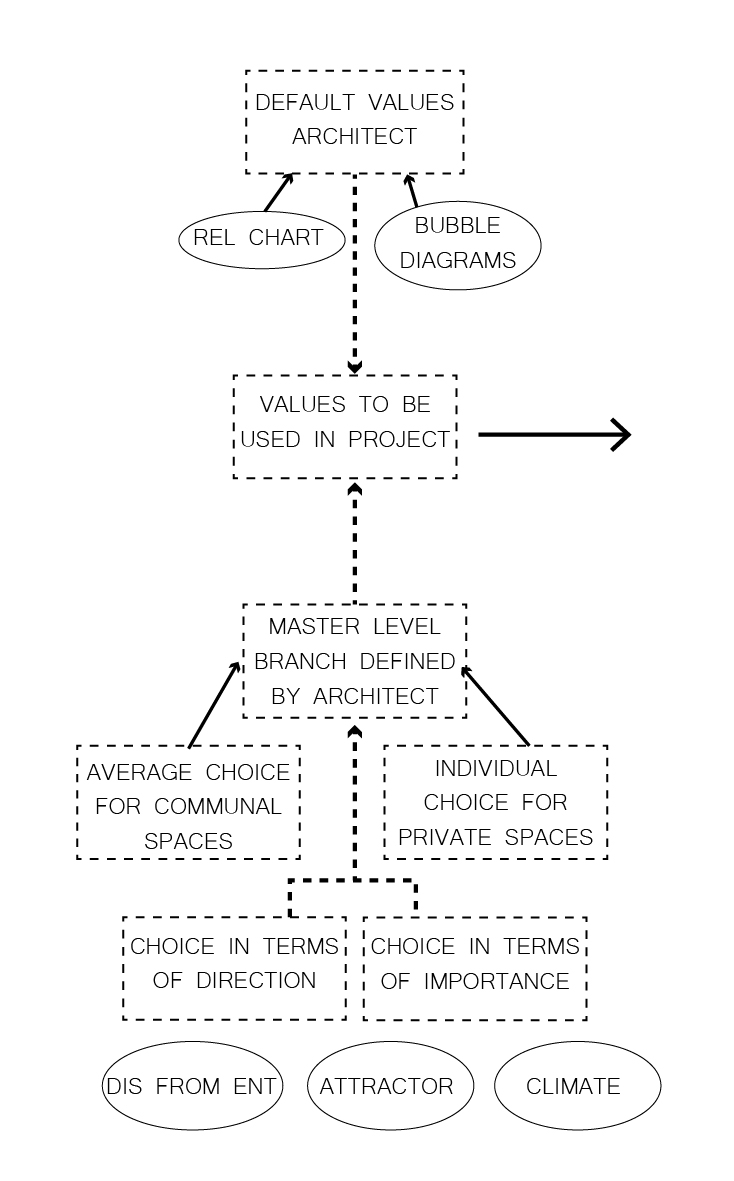 DEFAULT VALUES
ARCHITECT
REL CHART
BUBBLE
DIAGRAMS
VALUES TO BE
USED IN PROJECT
MASTER LEVEL
BRANCH DEFINED
BY ARCHITECT
AVERAGE CHOICE
FOR COMMUNAL
SPACES
INDIVIDUAL
CHOICE FOR
PRIVATE SPACES
CHOICE IN TERMS
OF DIRECTION
CHOICE IN TERMS
OF IMPORTANCE
DIS FROM ENT
ATTRACTOR
CLIMATE